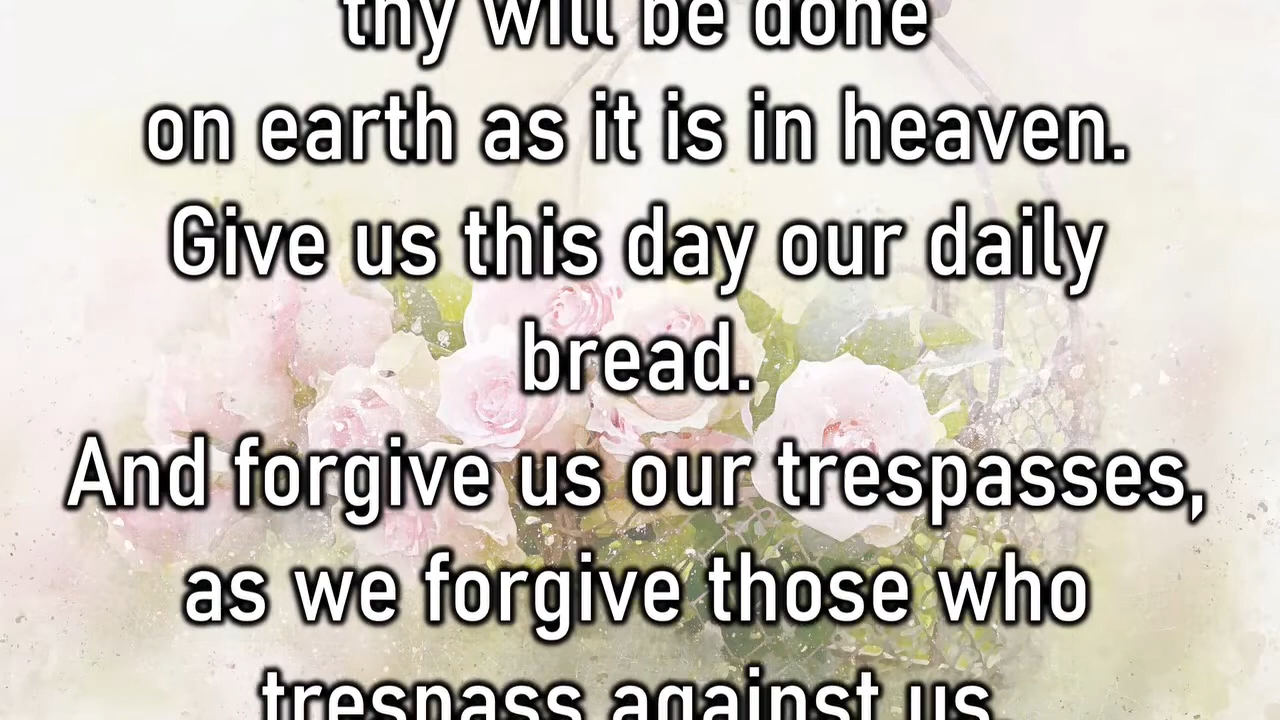 thy will be done
on earth as it is in heaven.
Give us this day our daily
bread.
And forgive us our trespasses,
as we forgive those who
trespass against us.